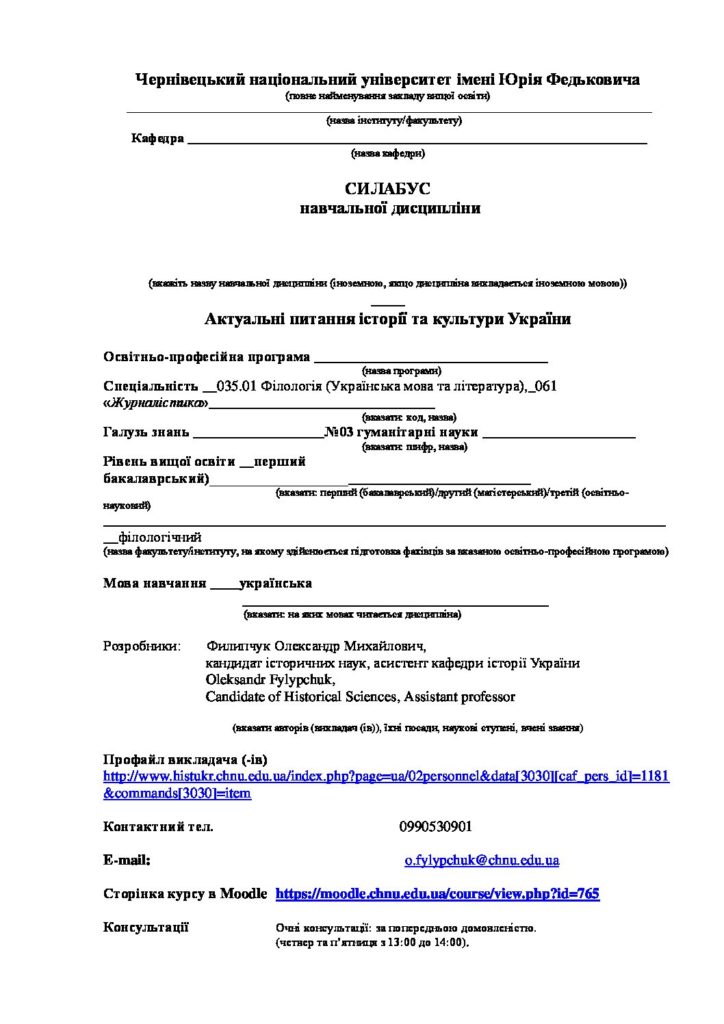 Чернівецький національний університет імені Юрія Федьковича
(повне найменування закладу вищої освіти)
(назва інституту/факультету)
Кафедра
(назва кафедри)
СИЛАБУС
навчальної дисципліни
(вкажіть назву навчальної дисципліни (іноземною, якщо дисципліна викладається іноземною мовою))
Актуальні питання історії та культури України
Освітньо-професійна програма
(назва програми)
Спеціальність __035.01 Філологія (Українська мова та література),_061
«Журналістика»
(вказати: код, назва)
Галузь знань №03 гуманітарні науки
(вказати: шифр, назва)
Рівень вищої освіти __перший
бакалаврський)
(вказати: перший (бакалаврський)/другий (магістерський)/третій (освітньо-
науковий)
__філологічний
(назва факультету/інституту, на якому здійснюється підготовка фахівців за вказаною освітньо-професійною програмою)
Мова навчання ____українська
(вказати: на яких мовах читається дисципліна)
Розробники: Филипчук Олександр Михайлович,
кандидат історичних наук, асистент кафедри історії України
Oleksandr Fylypchuk,
Candidate of Historical Sciences, Assistant professor
(вказати авторів (викладач (ів)), їхні посади, наукові ступені, вчені звання)
Профайл викладача (-ів)
http://www.histukr.chnu.edu.ua/index.php?page=ua/02personnel&data[3030][caf_pers_id]=1181
&commands[3030]=item
Контактний тел. 0990530901
E-mail: o.fylypchuk@chnu.edu.ua
Сторінка курсу в Moodle https://moodle.chnu.edu.ua/course/view.php?id=765
Консультації Очні консультації: за попередньою домовленістю.
(четвер та п’ятниця з 13:00 до 14:00).